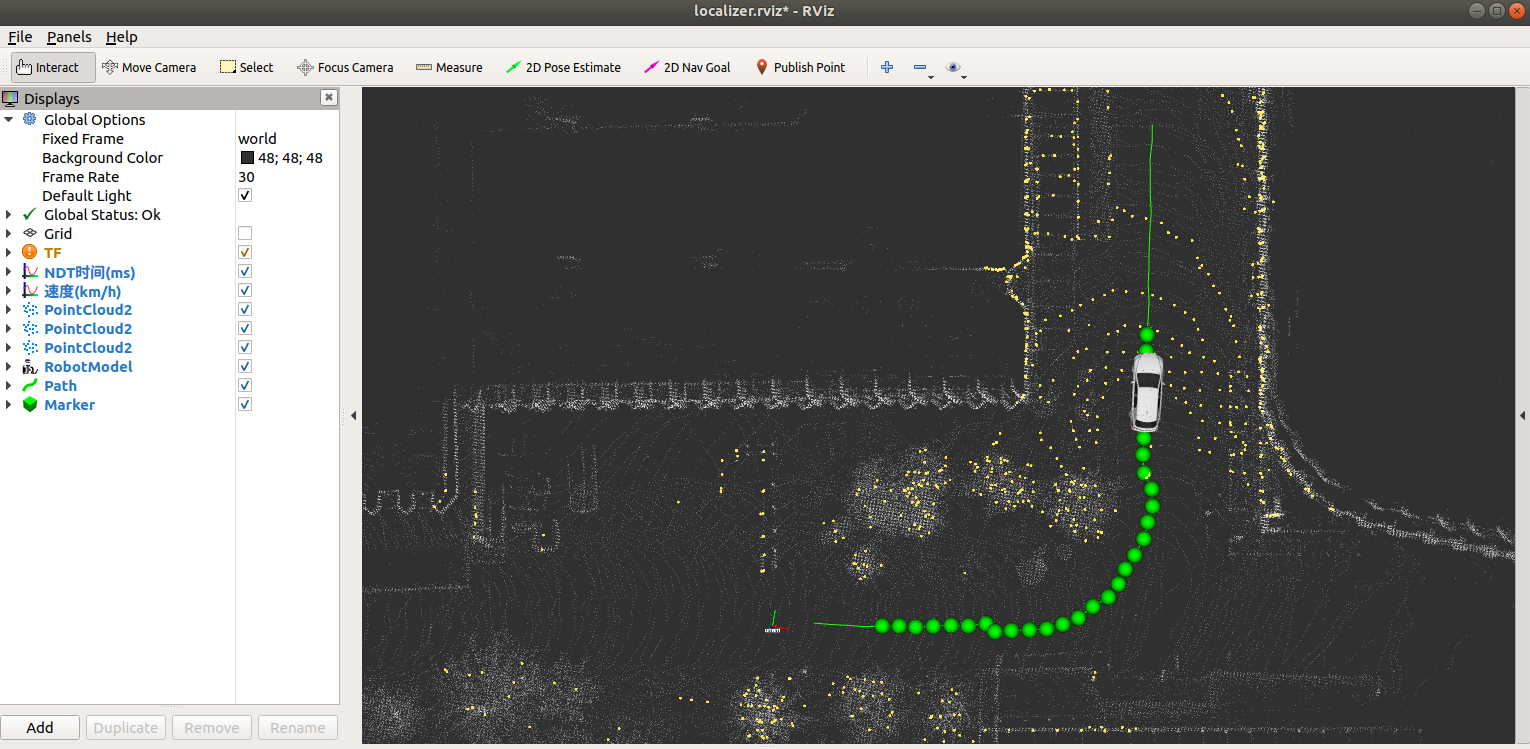 localizer.rviz* - RViz
File Panels Help
Interact Move Camera Select Focus Camera Measure 2D Pose Estimate 2D Nav Goal Publish Point
Displays
Global Options
Fixed Frame world
Background Color 48; 48; 48
Frame Rate 30
Default Light
Global Status: Ok
Grid
TF
NDT时间(ms)
速度(km/h)
PointCloud2
PointCloud2
PointCloud2
RobotModel
Path
Marker
Add Duplicate Remove Rename